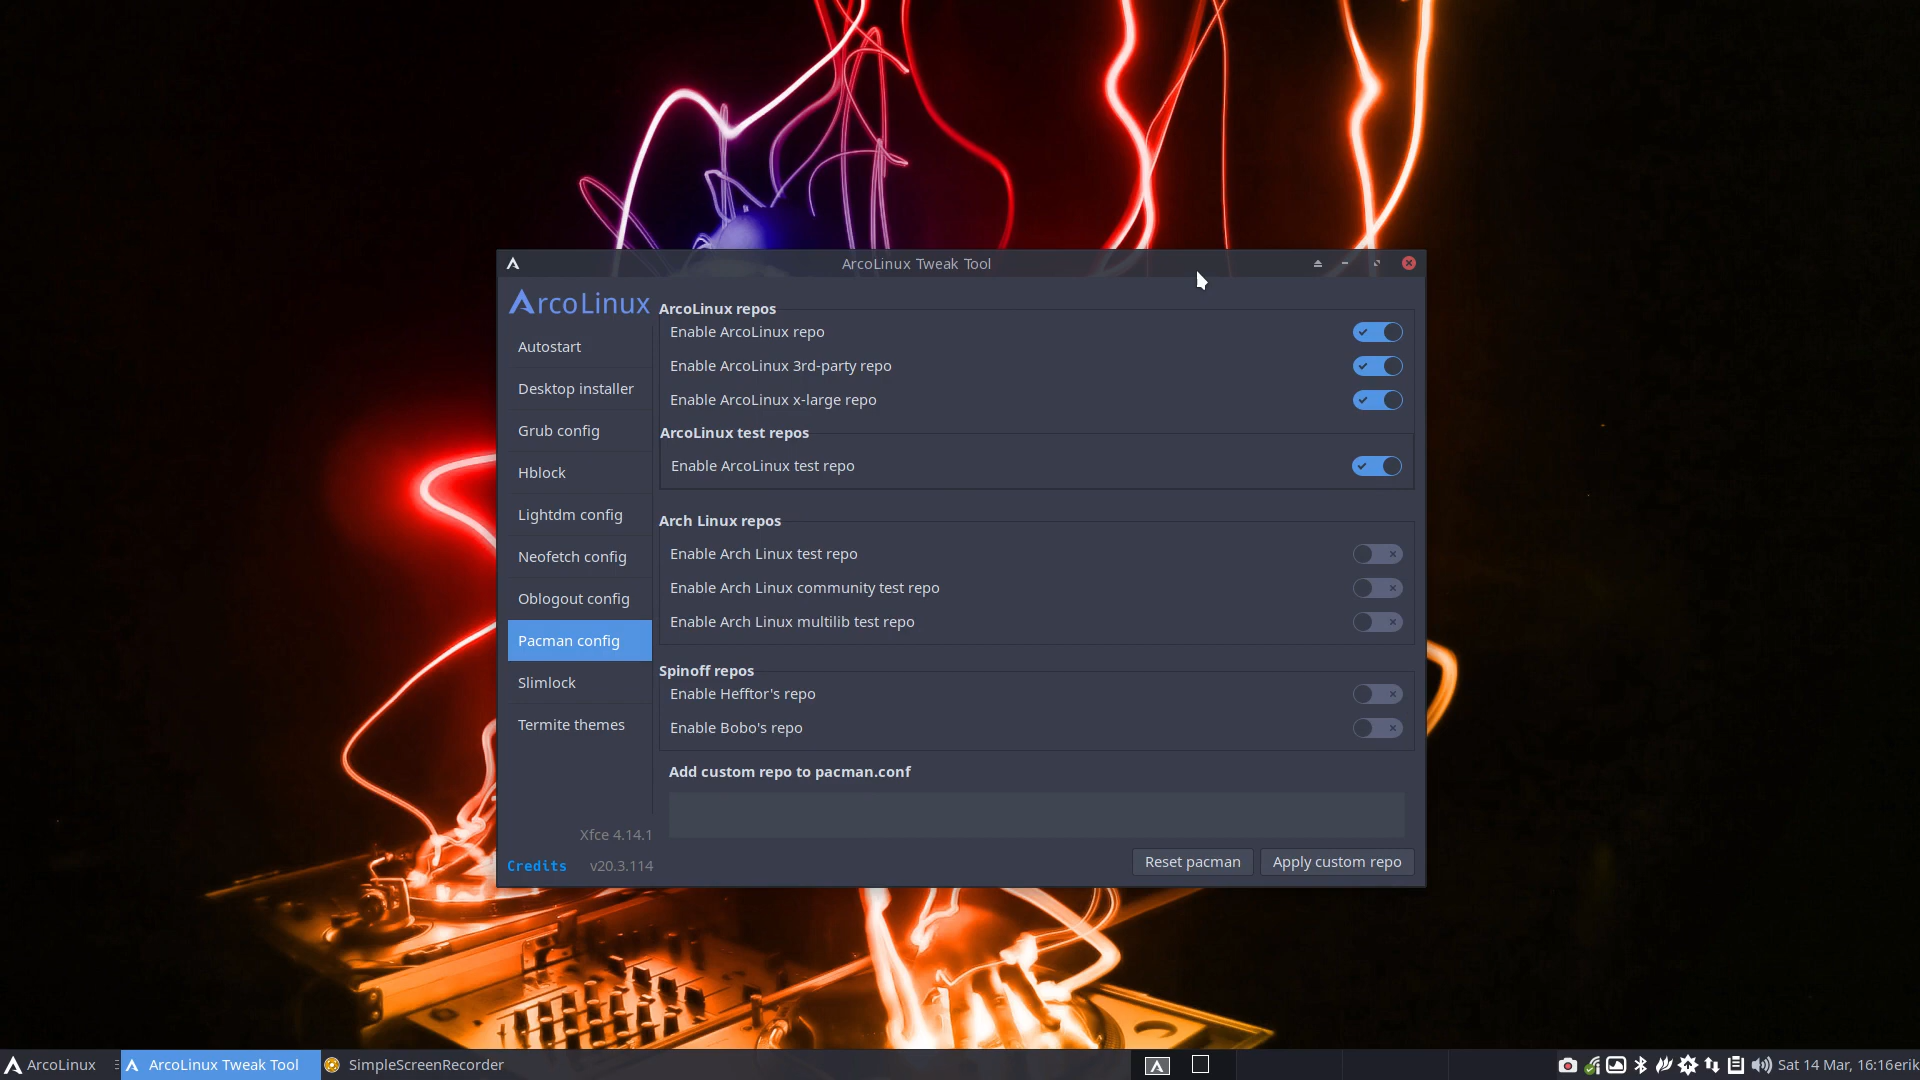 ArcoLinux Tweak Tool
ArcoLinux
Autostart
Desktop installer
Grub config
Hblock
Lightdm config
Neofetch config
Oblogout config
Pacman config
Slimlock
Termite themes
Xfce 4.14.1
Credits v20.3.114
ArcoLinux repos
Enable ArcoLinux repo
Enable ArcoLinux 3rd-party repo
Enable ArcoLinux x-large repo
ArcoLinux test repos
Enable ArcoLinux test repo
Arch Linux repos
Enable Arch Linux test repo
Enable Arch Linux community test repo
Enable Arch Linux multilib test repo
Spinoff repos
Enable Hefftor's repo
Enable Bobo's repo
Add custom repo to pacman.conf
Reset pacman Apply custom repo
ArcoLinux ArcoLinux Tweak Tool SimpleScreenRecorder Sat 14 Mar, 16:16 erik